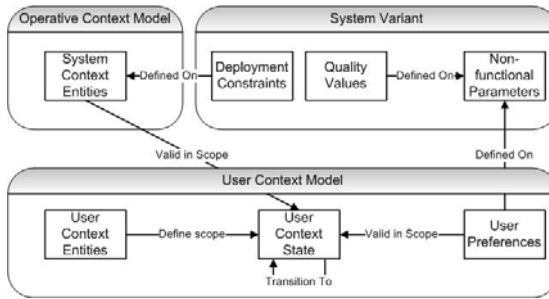 Operative Context Model
System Variant
System
Context
Entities
Defined On
Deployment
Constraints
Quality
Values
Defined On
Non-
functional
Parameters
Valid in Scope
Defined On
User Context Model
User
Context
Entities
Define scope
User
Context
State
Valid in Scope
User
Preferences
Transition To